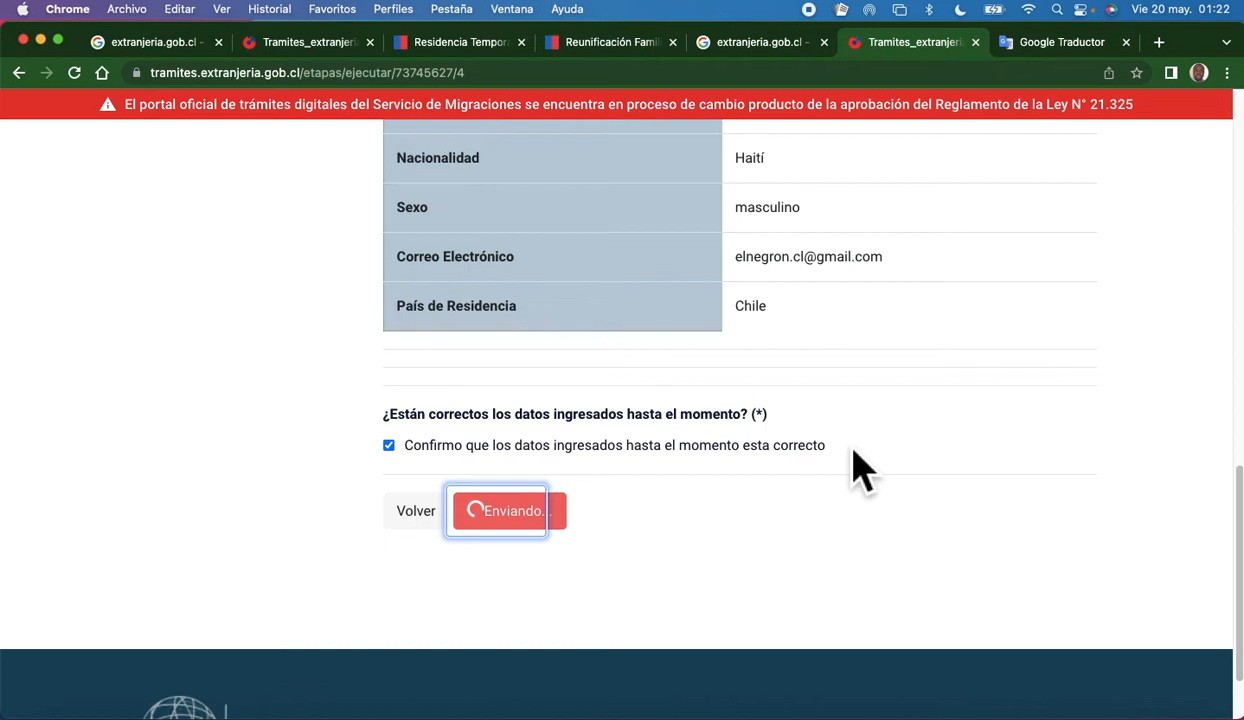 Chrome Archivo Editar Ver Historial Favoritos Perfiles Pestaña Ventana Ayuda Vie 20 may. 01:22
extranjeria.gob.cl - Tramites_extranjerí Residencia Tempor Reunificación Famil extranjeria.gob.cl - Tramites_extranjerí Google Traductor
tramites.extranjeria.gob.cl/etapas/ejecutar/73745627/4
El portal oficial de trámites digitales del Servicio de Migraciones se encuentra en proceso de cambio producto de la aprobación del Reglamento de la Ley N° 21.325
Nacionalidad Haití
Sexo masculino
Correo Electrónico elnegron.cl@gmail.com
País de Residencia Chile
¿Están correctos los datos ingresados hasta el momento? (*)
Confirmo que los datos ingresados hasta el momento esta correcto
Volver Enviando...